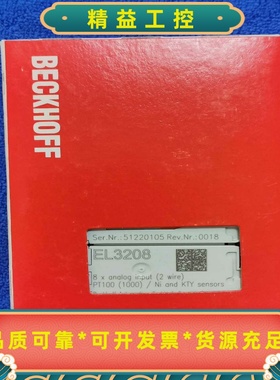 精益工控
BECKHOFF
Ser.Nr.: 51220105 Rev.Nr.: 0018
EL3208
8 x analog input (2 wire)
PT100 (1000) / Ni and KTY sensors
品质可靠*可开发票*货源充足